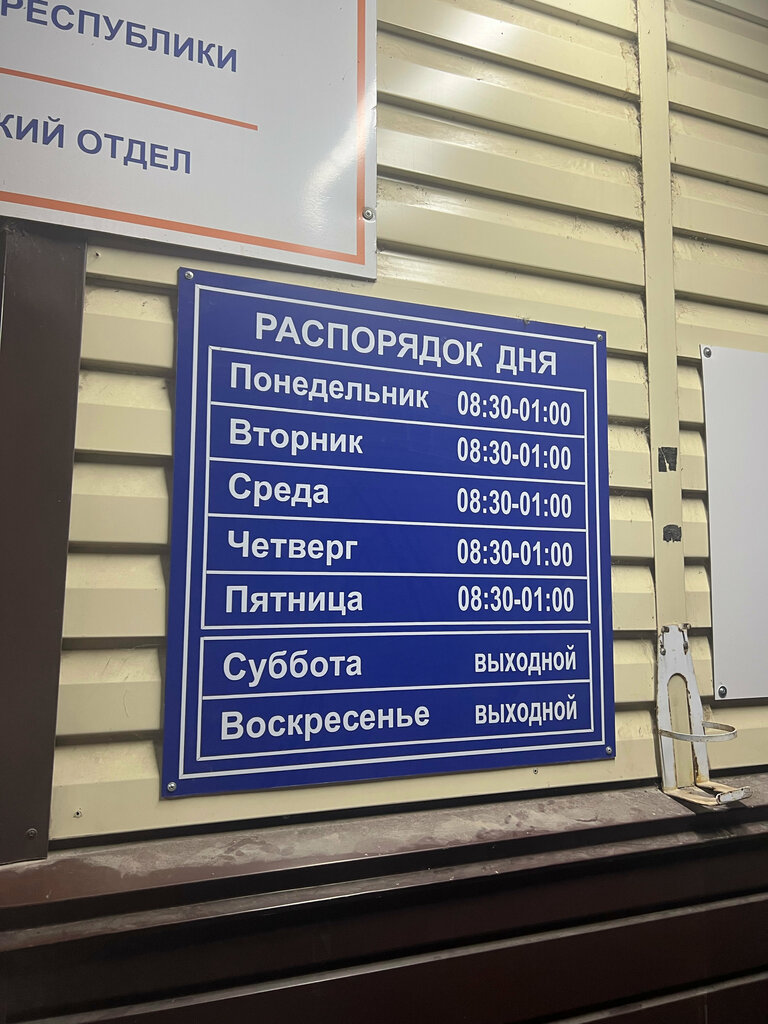 РЕСПУБЛИКИ
КИЙ ОТДЕЛ
РАСПОРЯДОК ДНЯ
Понедельник 08:30-01:00
Вторник 08:30-01:00
Среда 08:30-01:00
Четверг 08:30-01:00
Пятница 08:30-01:00
Суббота выходной
Воскресенье выходной